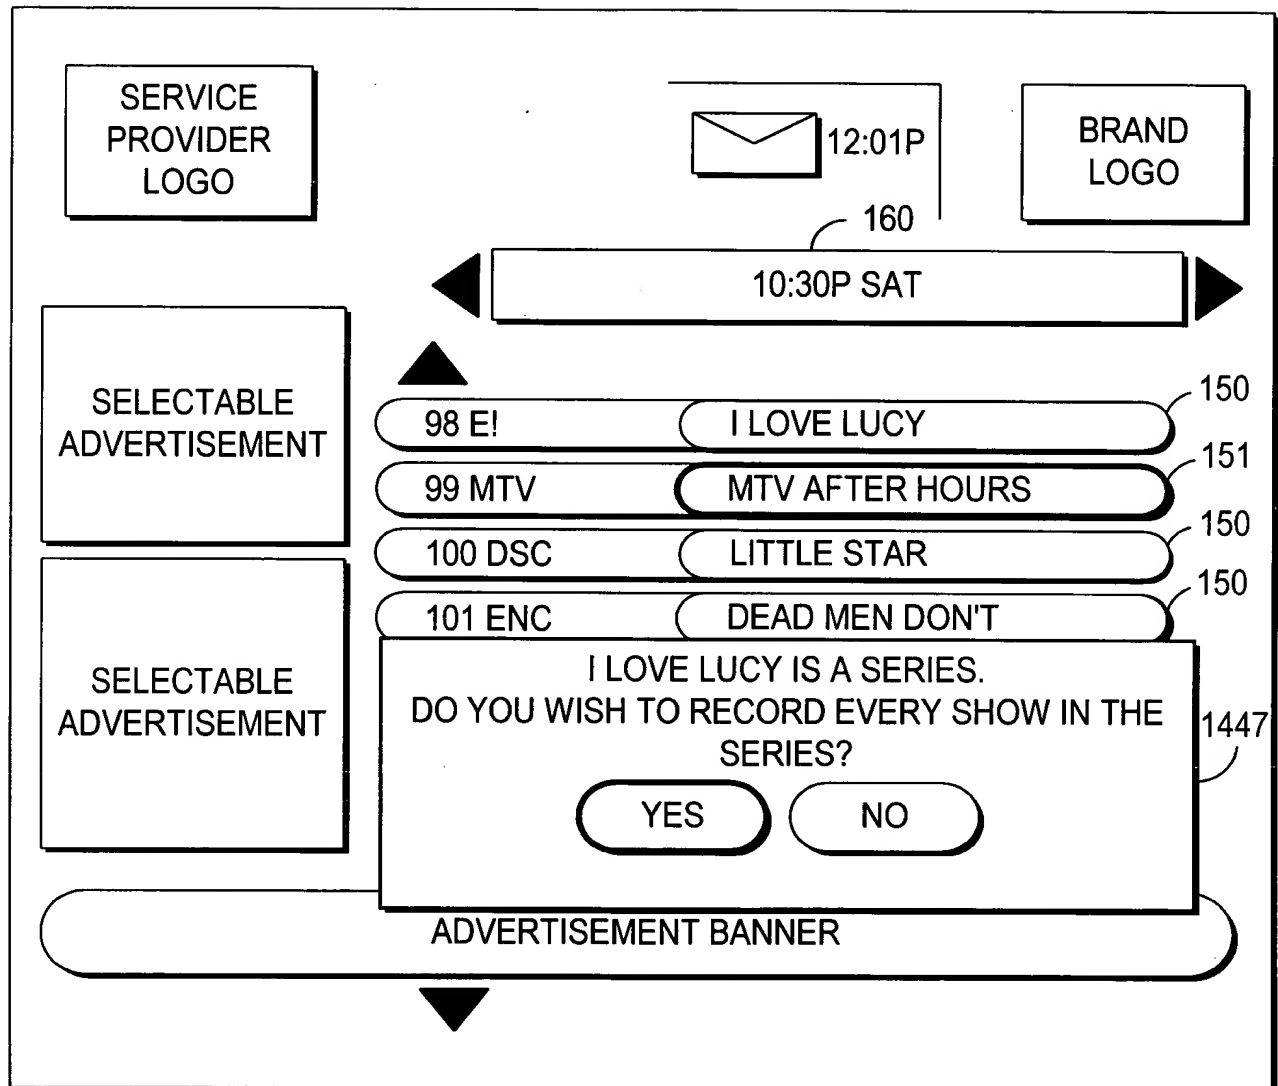 SERVICE
PROVIDER
LOGO
12:01P
BRAND
LOGO
160
10:30P SAT
SELECTABLE
ADVERTISEMENT
150
98 E! I LOVE LUCY
151
99 MTV MTV AFTER HOURS
150
100 DSC LITTLE STAR
150
101 ENC DEAD MEN DON'T
SELECTABLE
ADVERTISEMENT
I LOVE LUCY IS A SERIES.
DO YOU WISH TO RECORD EVERY SHOW IN THE
SERIES?
1447
YES NO
ADVERTISEMENT BANNER